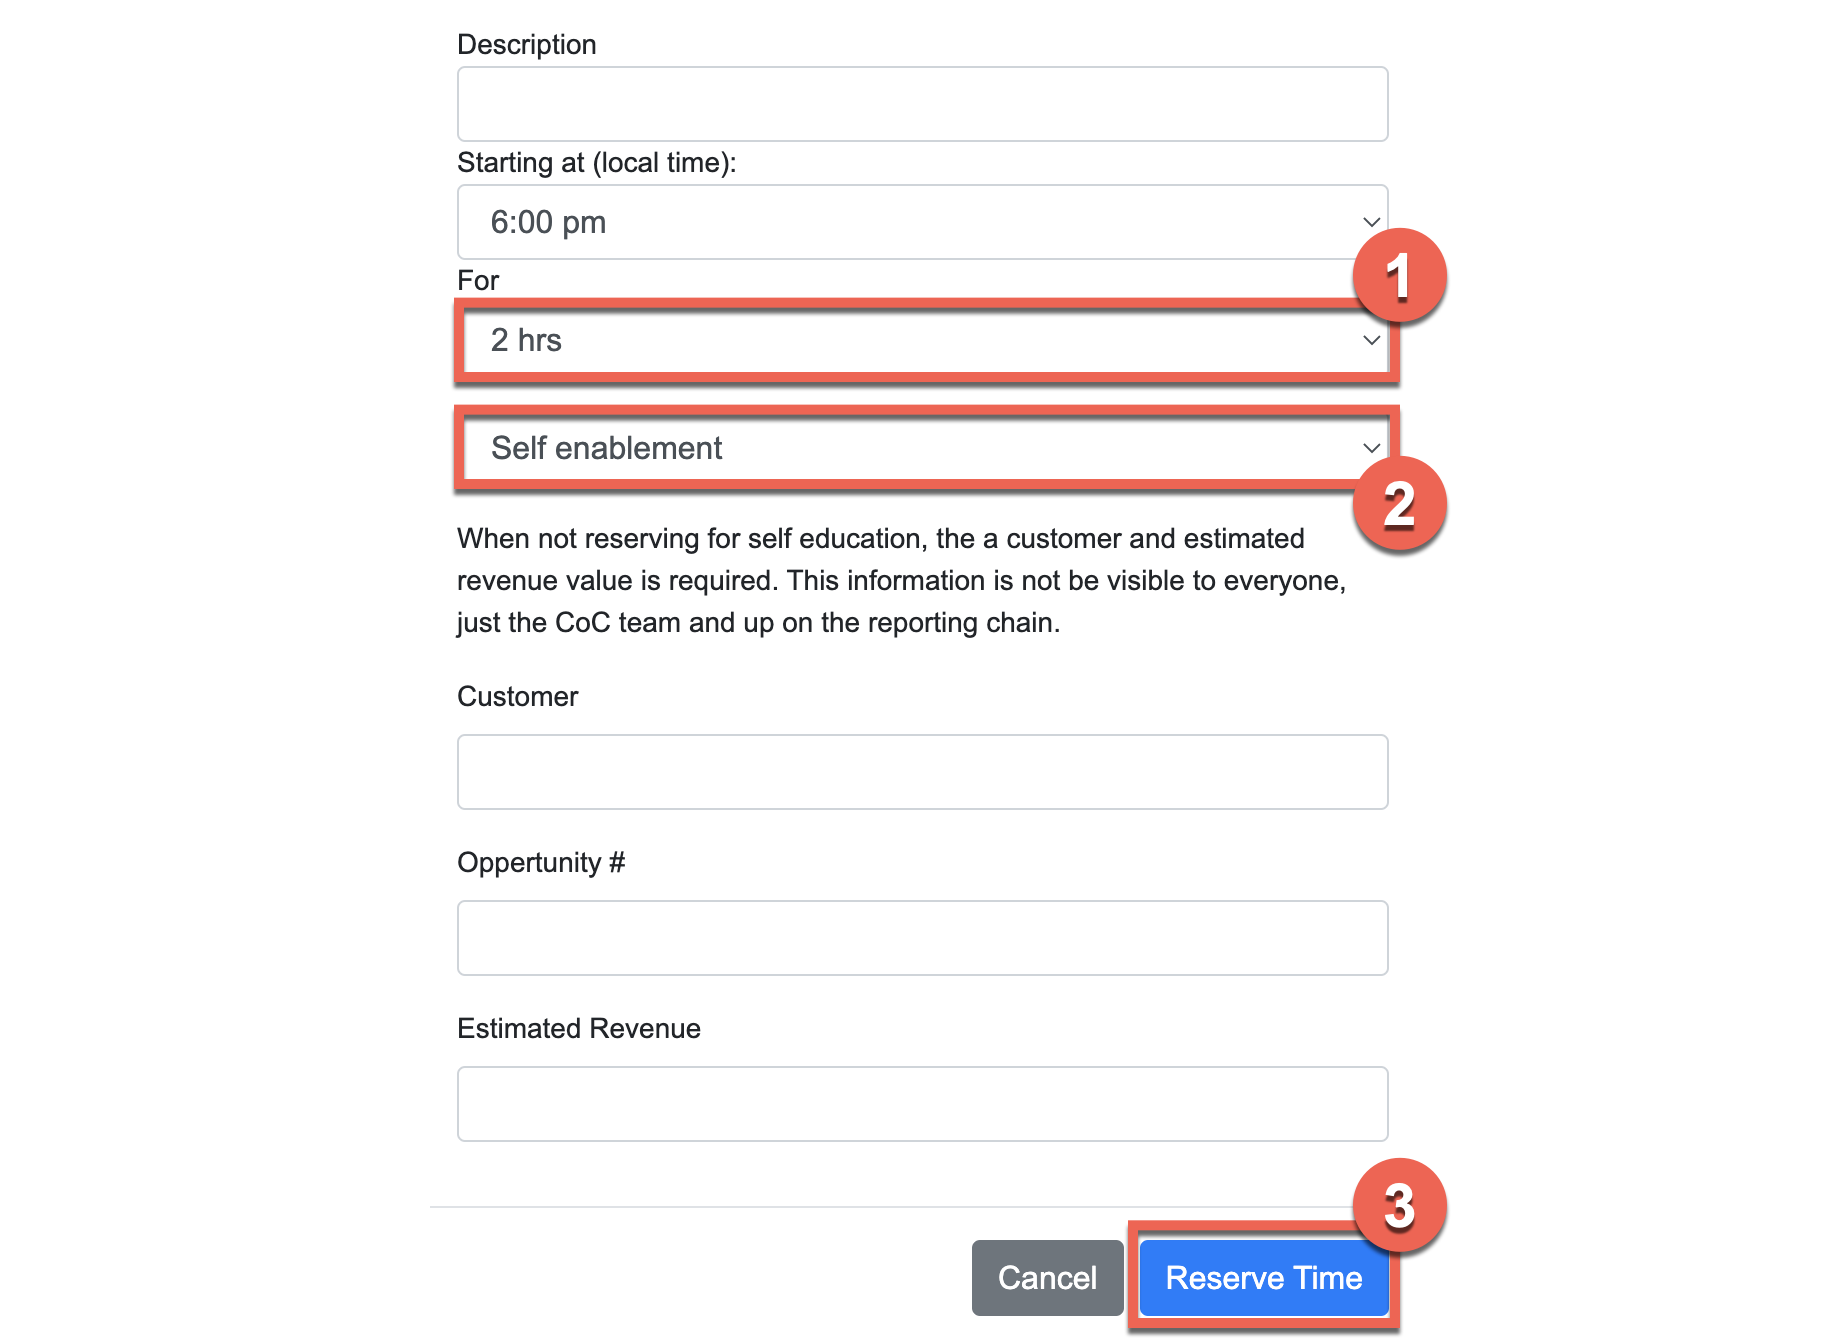 Description
Starting at (local time):
6:00 pm
For
1
2 hrs
Self enablement
2
When not reserving for self education, the a customer and estimated
revenue value is required. This information is not be visible to everyone,
just the CoC team and up on the reporting chain.
Customer
Oppertunity #
Estimated Revenue
3
Cancel
Reserve Time